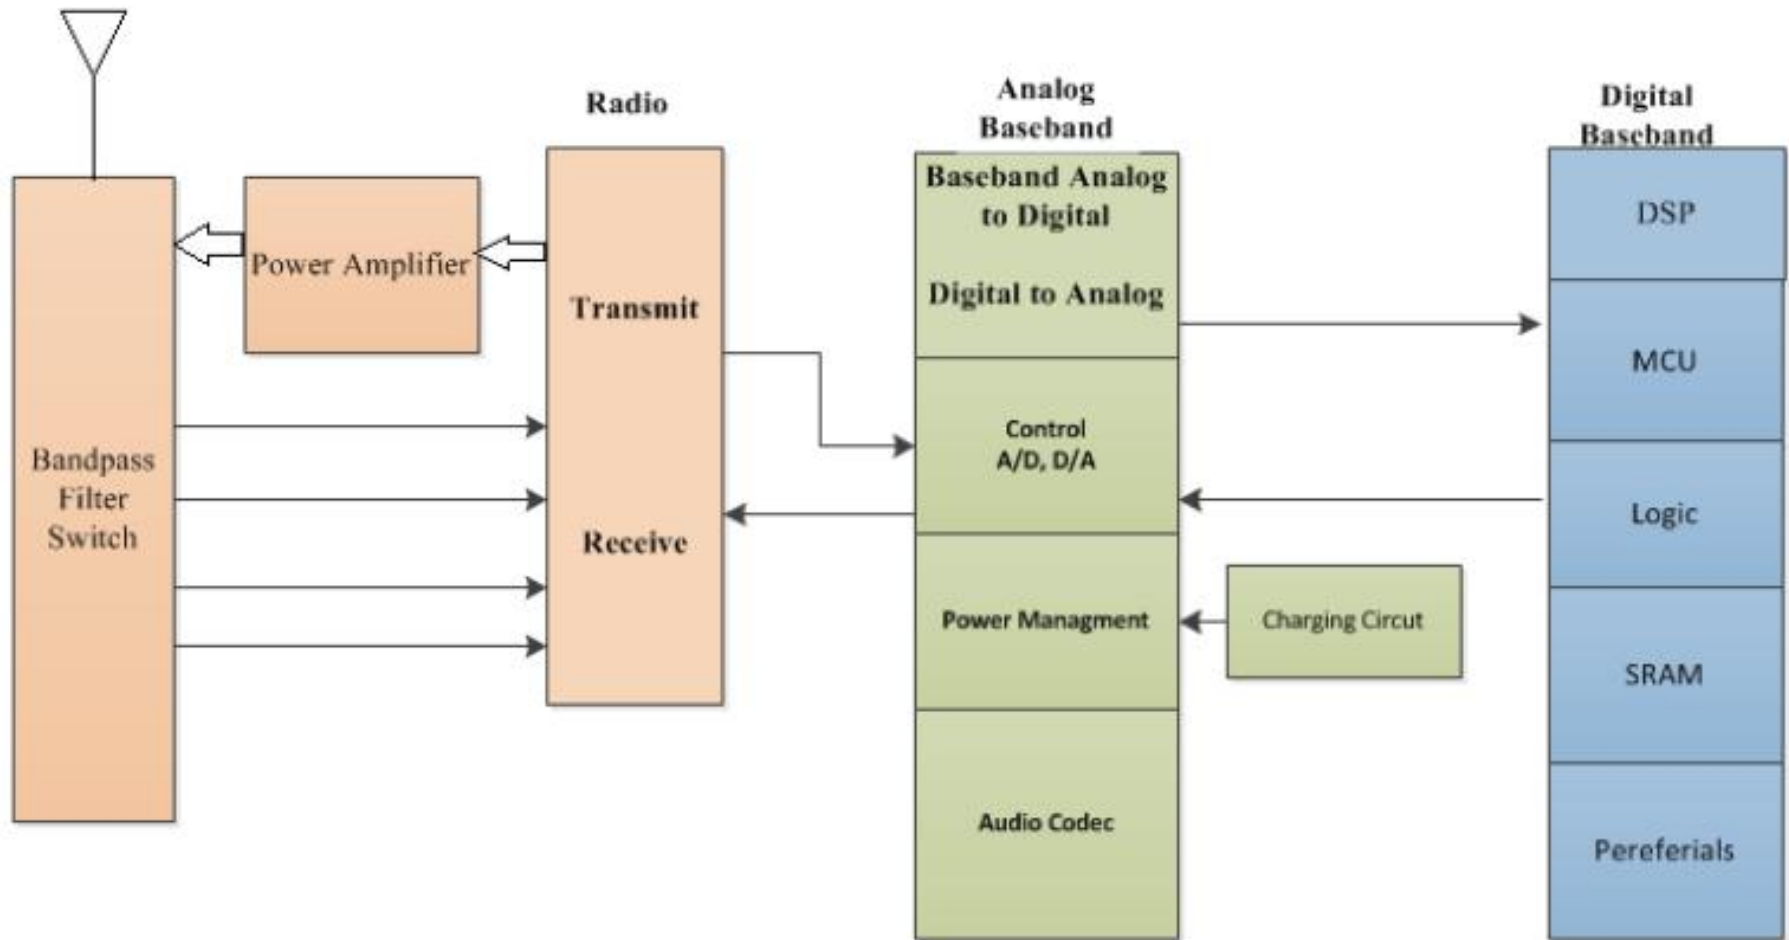 Radio
Analog
Baseband
Digital
Baseband
Bandpass
Filter
Switch
Power Amplifier
Transmit
Receive
Baseband Analog
to Digital
Digital to Analog
Control
A/D, D/A
Power Managment
Audio Codec
Charging Circut
DSP
MCU
Logic
SRAM
Pereferials